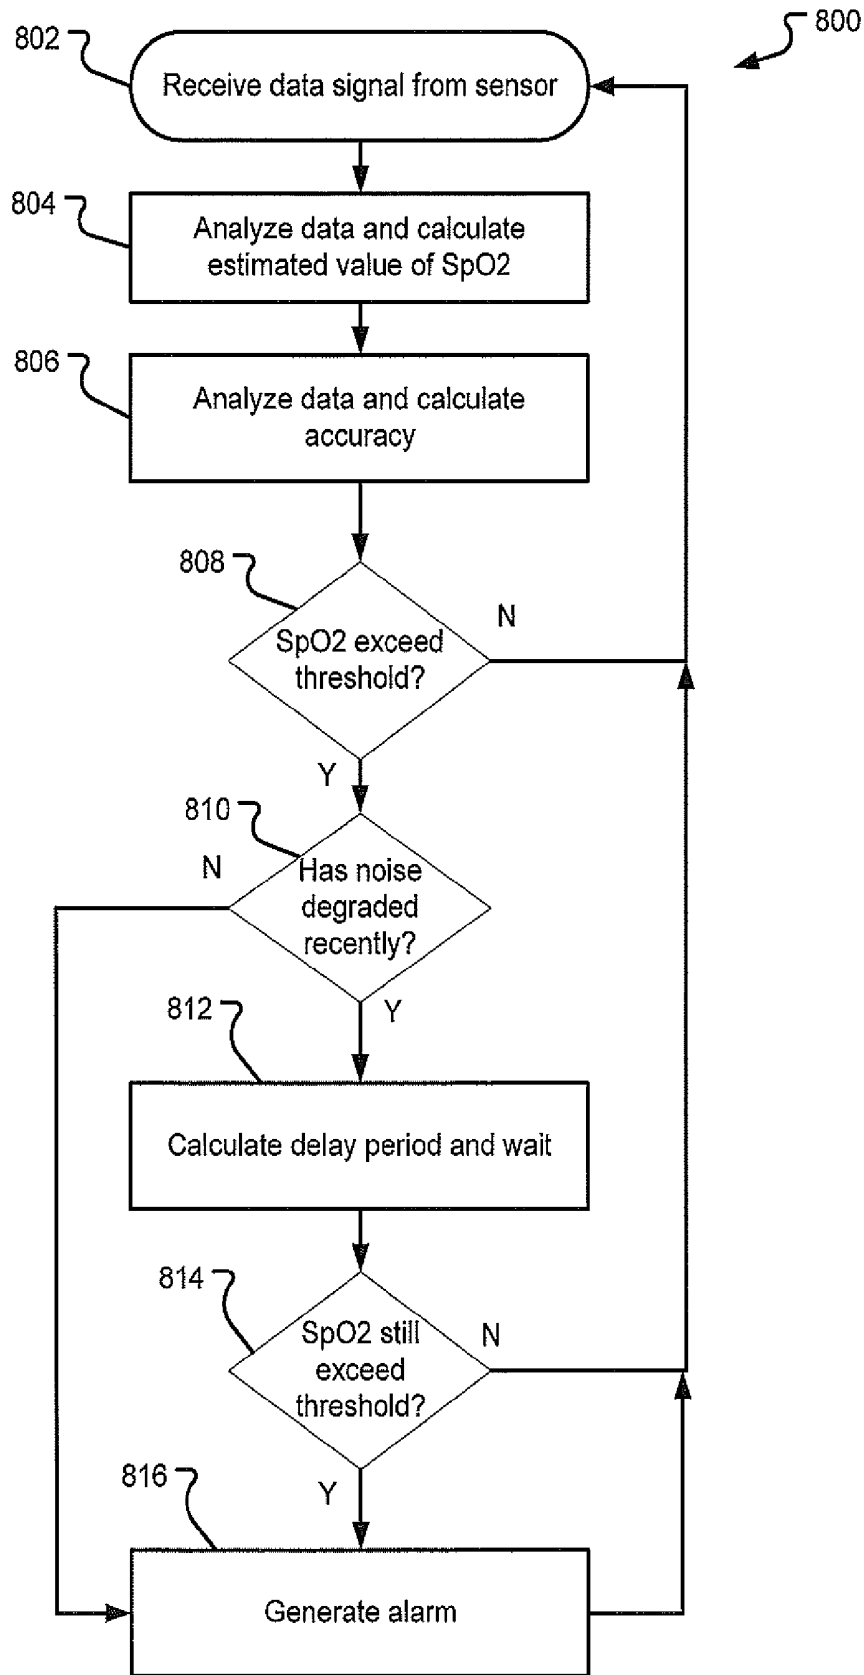 800
802
Receive data signal from sensor
804
Analyze data and calculate
estimated value of SpO2
806
Analyze data and calculate
accuracy
808
SpO2 exceed
threshold?
N
Y
810
N
Has noise
degraded
recently?
Y
812
Calculate delay period and wait
814
SpO2 still
exceed
threshold?
N
Y
816
Generate alarm